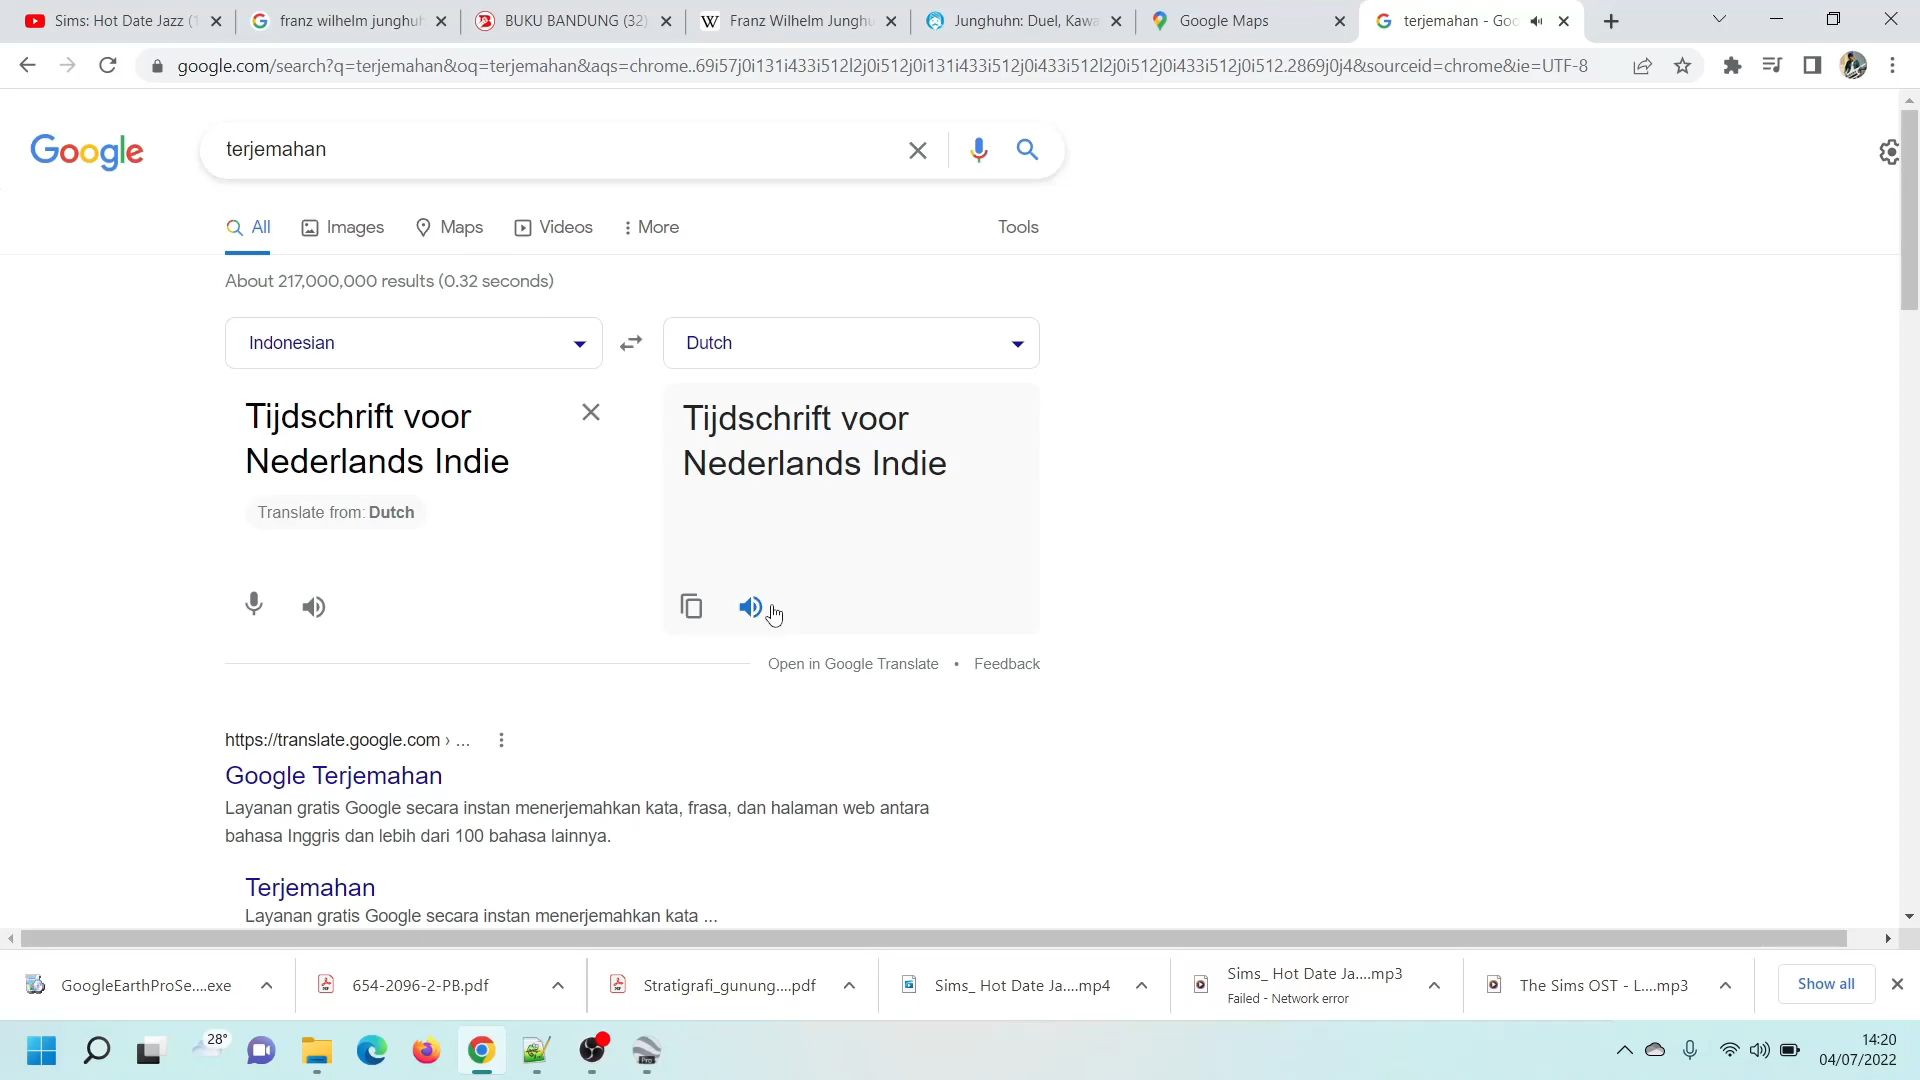 Sims: Hot Date Jazz (1
franz wilhelm junghuh
BUKU BANDUNG (32)
Franz Wilhelm Junghu
Junghuhn: Duel, Kawa
Google Maps
terjemahan - Goo
google.com/search?q=terjemahan&oq=terjemahan&aqs=chrome..69i57j0i131i433i512l2j0i512j0i131i433i512j0i433i512l2j0i512j0i433i512j0i512.2869j0j4&sourceid=chrome&ie=UTF-8
Google
terjemahan
All
Images
Maps
Videos
More
Tools
About 217,000,000 results (0.32 seconds)
Indonesian
Dutch
Tijdschrift voor
Nederlands Indie
Translate from: Dutch
Tijdschrift voor
Nederlands Indie
Open in Google Translate • Feedback
https://translate.google.com › ...
Google Terjemahan
Layanan gratis Google secara instan menerjemahkan kata, frasa, dan halaman web antara
bahasa Inggris dan lebih dari 100 bahasa lainnya.
Terjemahan
Layanan gratis Google secara instan menerjemahkan kata ...
GoogleEarthProSe....exe
654-2096-2-PB.pdf
Stratigrafi_gunung....pdf
Sims_ Hot Date Ja....mp4
Sims_ Hot Date Ja....mp3
Failed - Network error
The Sims OST - L....mp3
Show all
28°
Pro
14:20
04/07/2022